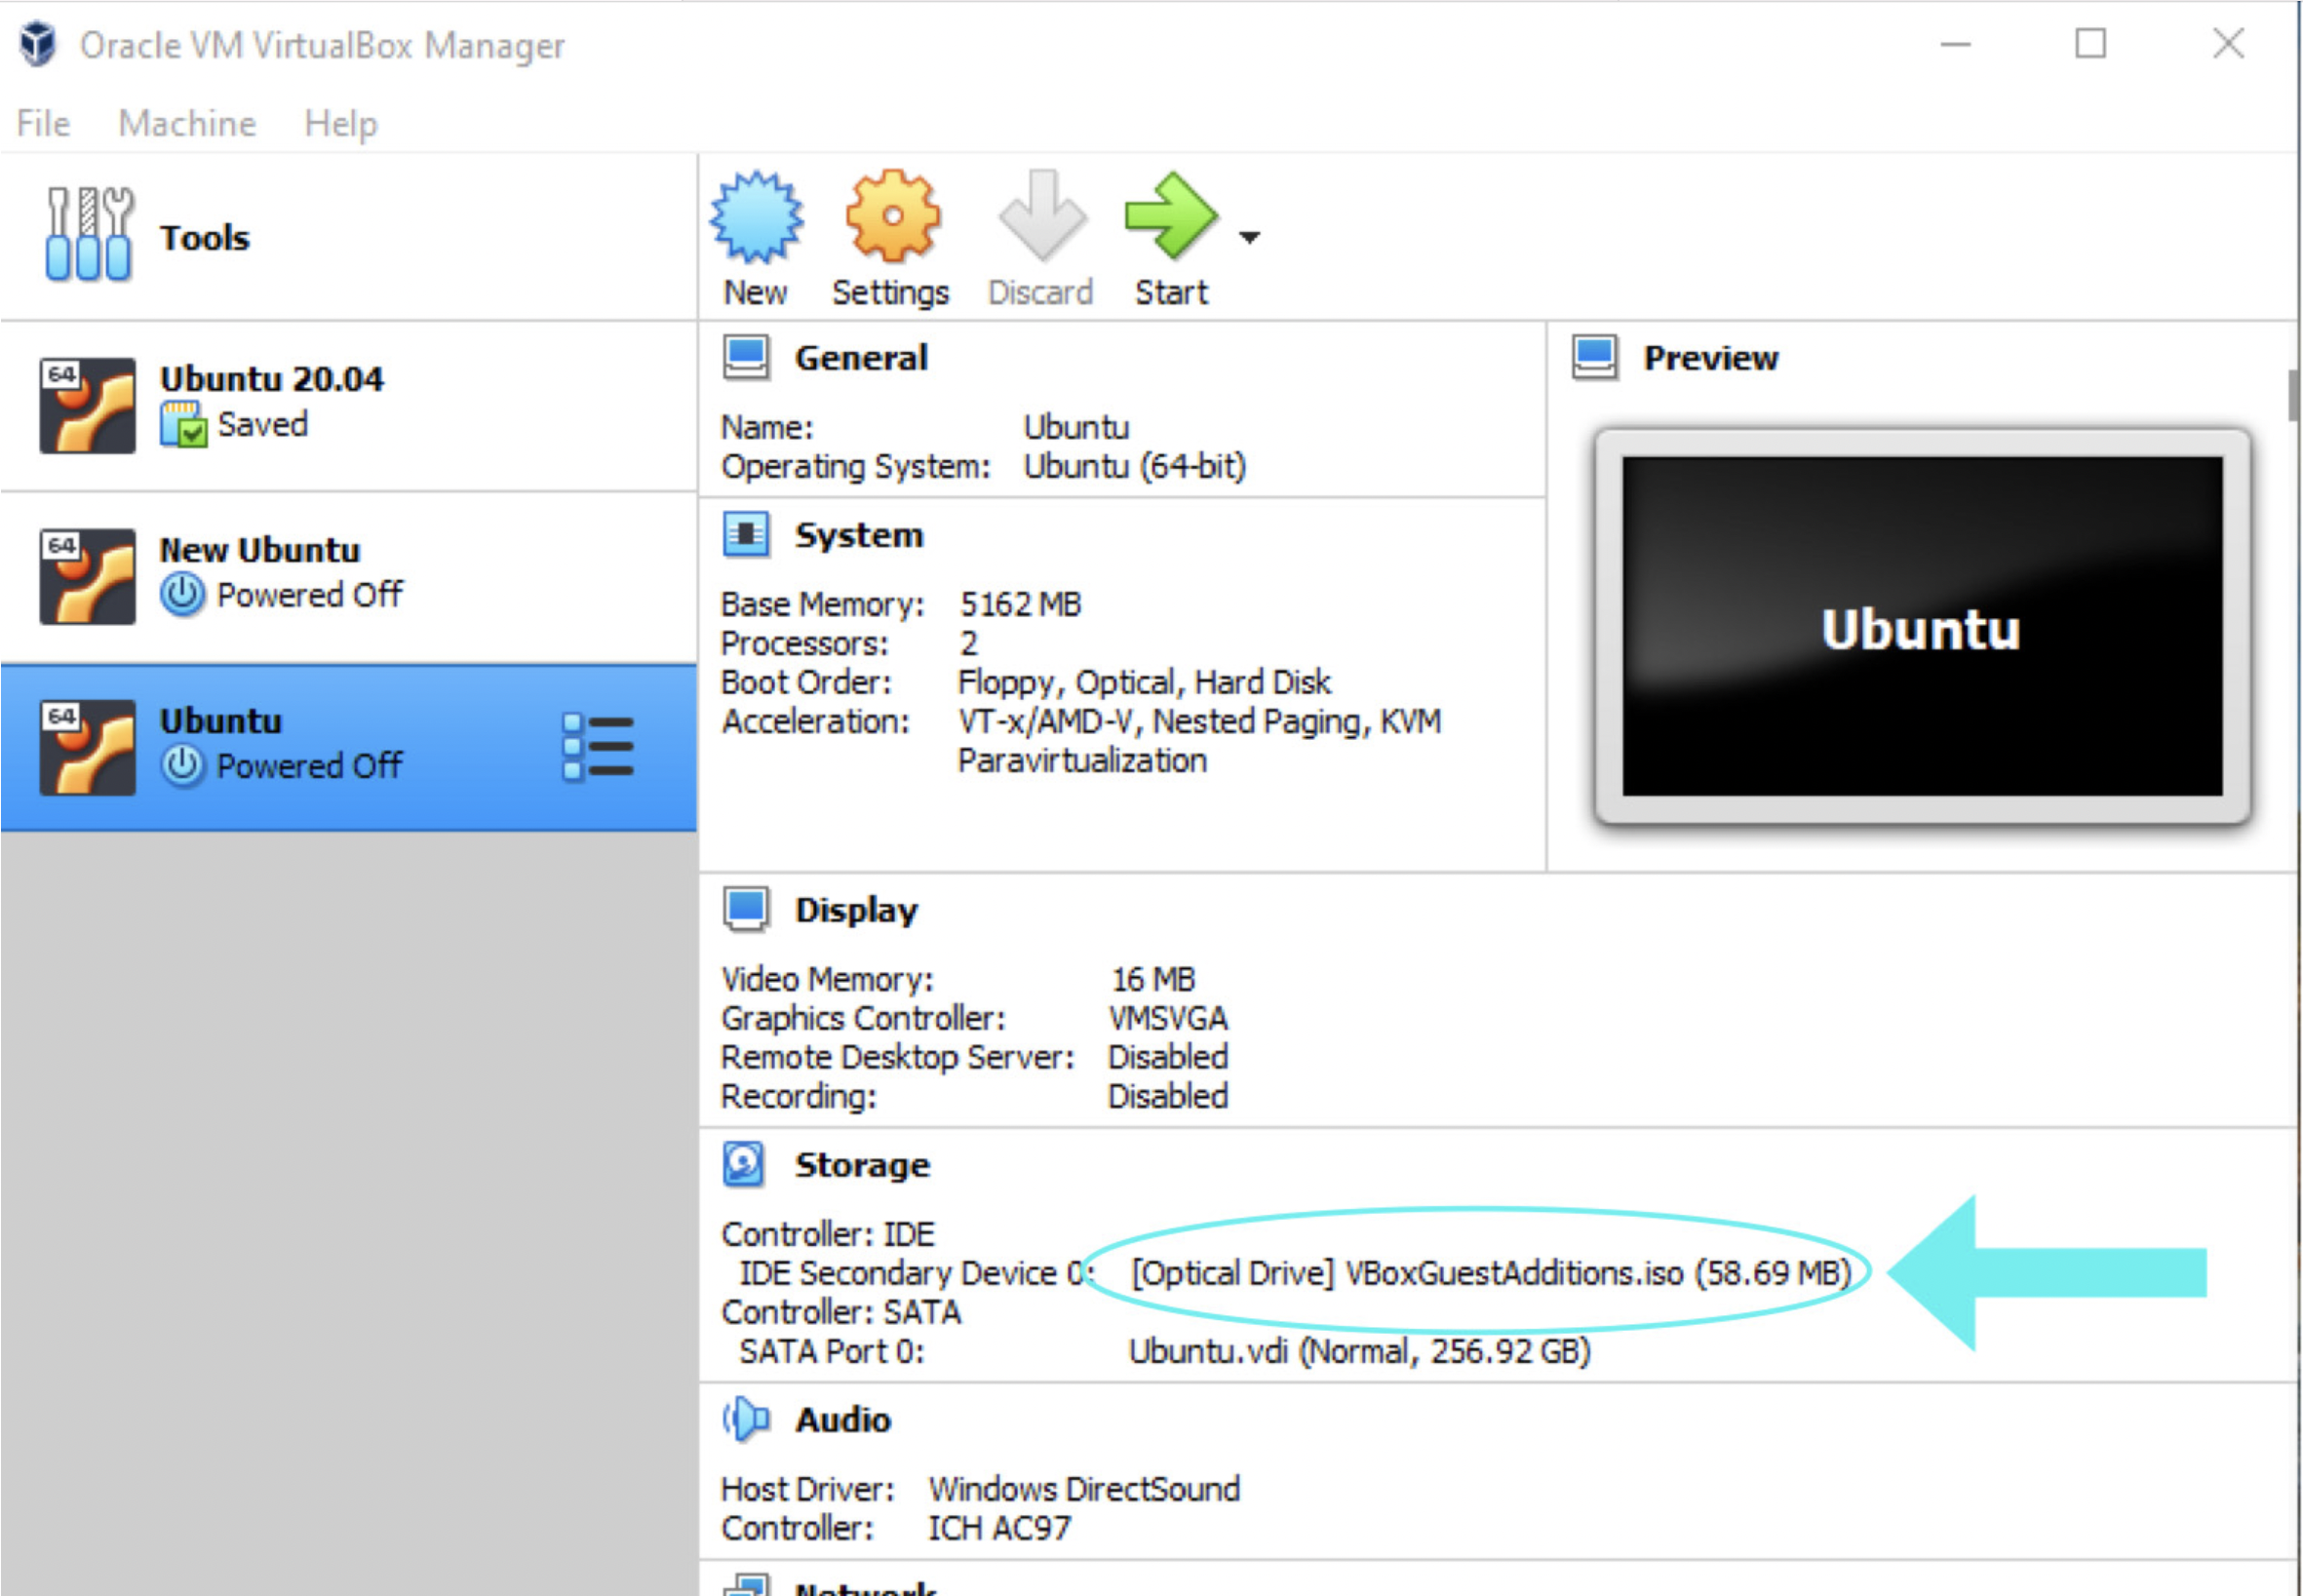 Oracle VM VirtualBox Manager
File Machine Help
Tools
New Settings Discard Start
64
Ubuntu 20.04
Saved
64
New Ubuntu
Powered Off
64
Ubuntu
Powered Off
General
Name: Ubuntu
Operating System: Ubuntu (64-bit)
Preview
Ubuntu
System
Base Memory: 5162 MB
Processors: 2
Boot Order: Floppy, Optical, Hard Disk
Acceleration: VT-x/AMD-V, Nested Paging, KVM
Paravirtualization
Display
Video Memory: 16 MB
Graphics Controller: VMSVGA
Remote Desktop Server: Disabled
Recording: Disabled
Storage
Controller: IDE
IDE Secondary Device 0: [Optical Drive] VBoxGuestAdditions.iso (58.69 MB)
Controller: SATA
SATA Port 0: Ubuntu.vdi (Normal, 256.92 GB)
Audio
Host Driver: Windows DirectSound
Controller: ICH AC97
Network